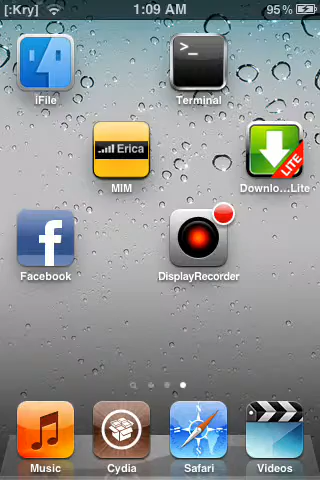 [:Kry]
1:09 AM
95%
iFile
Terminal
>_
Erica
MIM
LITE
Downlo...Lite
f
Facebook
DisplayRecorder
Music
Cydia
Safari
Videos